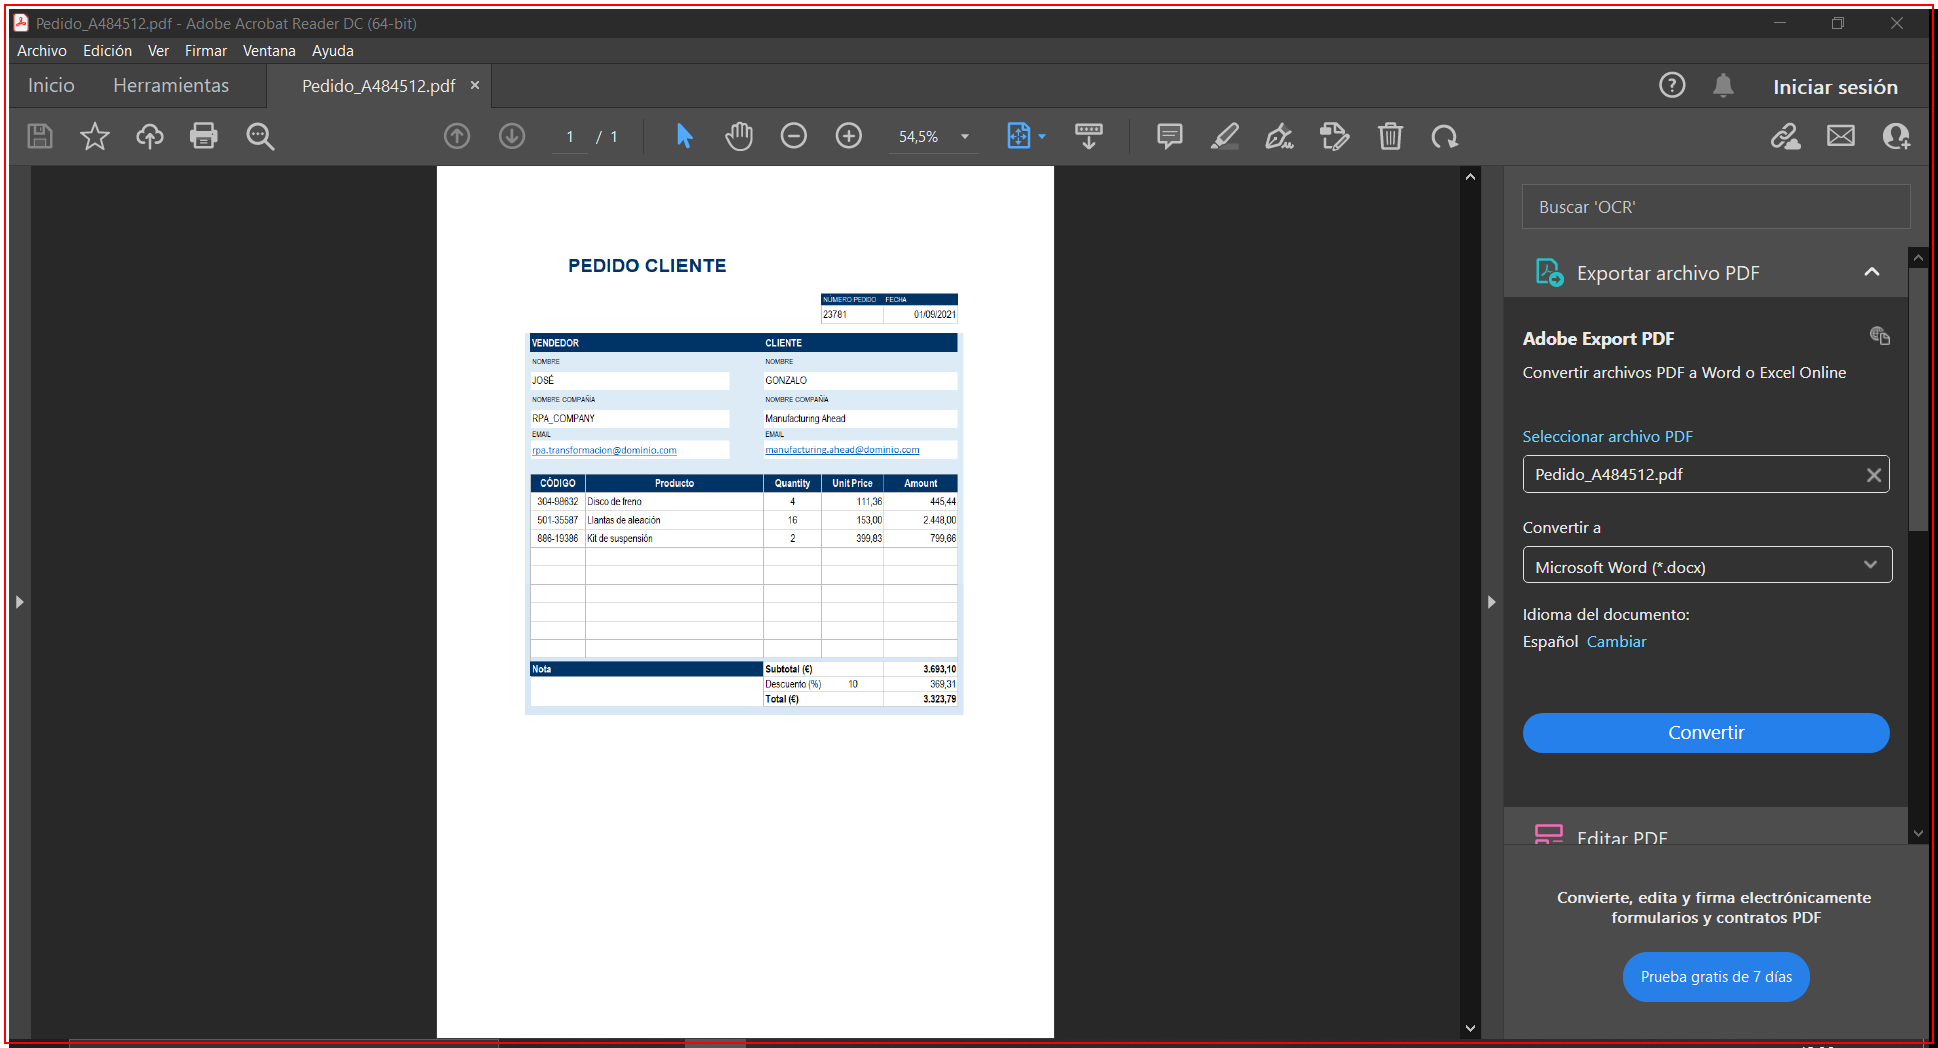 Pedido_A484512.pdf - Adobe Acrobat Reader DC (64-bit)
Archivo Edición Ver Firmar Ventana Ayuda
Inicio Herramientas Pedido_A484512.pdf × Iniciar sesión
1 / 1 54,5%
PEDIDO CLIENTE
NÚMERO PEDIDO FECHA
23781 01/09/2021
VENDEDOR CLIENTE
NOMBRE NOMBRE
JOSÉ GONZALO
NOMBRE COMPAÑÍA NOMBRE COMPAÑÍA
RPA_COMPANY Manufacturing Ahead
EMAIL EMAIL
rpa.transformacion@dominio.com manufacturing.ahead@dominio.com
CÓDIGO Producto Quantity Unit Price Amount
304-98632 Disco de freno 4 111,36 445,44
501-35587 Llantas de aleación 16 153,00 2.448,00
886-19386 Kit de suspensión 2 399,83 799,66
Nota Subtotal (€) 3.693,10
Descuento (%) 10 369,31
Total (€) 3.323,79
Buscar 'OCR'
Exportar archivo PDF
Adobe Export PDF
Convertir archivos PDF a Word o Excel Online
Seleccionar archivo PDF
Pedido_A484512.pdf
Convertir a
Microsoft Word (*.docx)
Idioma del documento:
Español Cambiar
Convertir
Editar PDF
Convierte, edita y firma electrónicamente
formularios y contratos PDF
Prueba gratis de 7 días